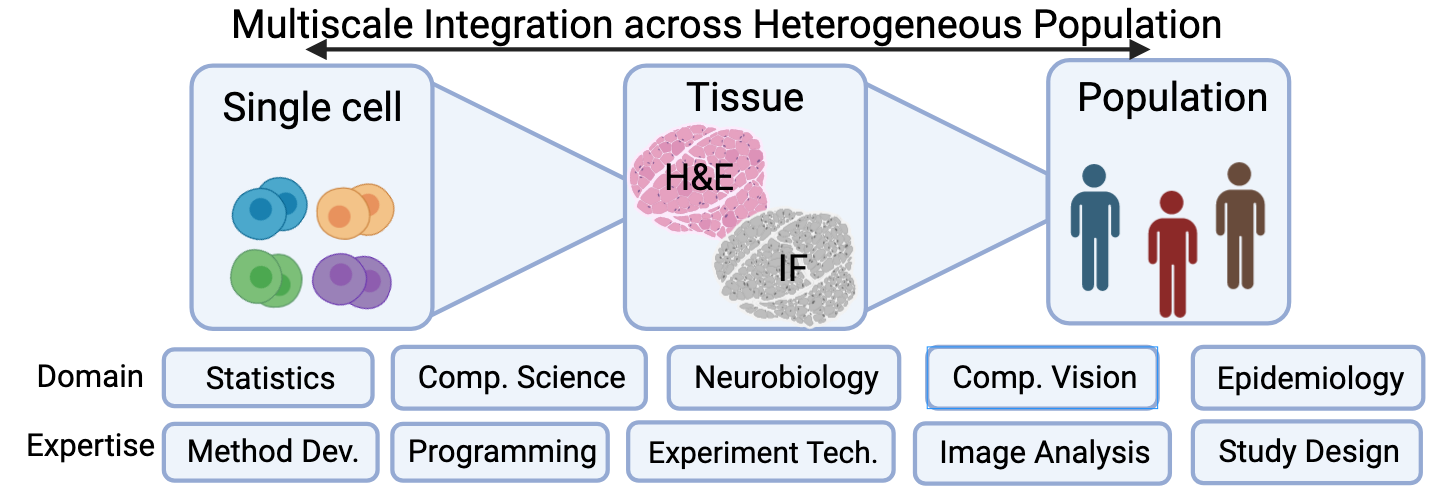 Multiscale Integration across Heterogeneous Population
Single cell
Tissue
Population
H&E
IF
Domain Statistics Comp. Science Neurobiology Comp. Vision Epidemiology
Expertise Method Dev. Programming Experiment Tech. Image Analysis Study Design